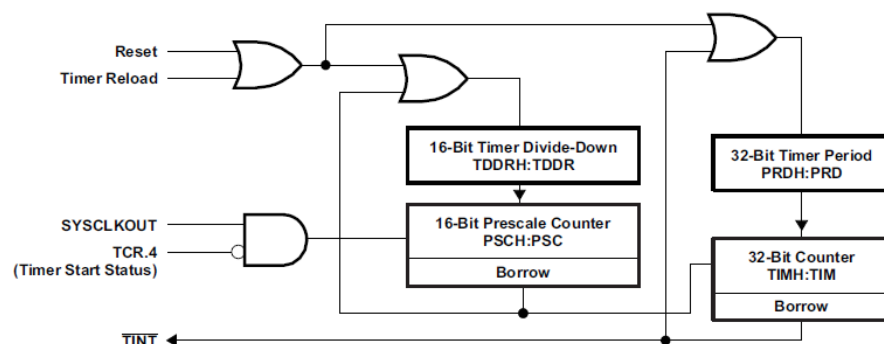 Reset
Timer Reload
16-Bit Timer Divide-Down
TDDRH:TDDR
32-Bit Timer Period
PRDH:PRD
SYSCLKOUT
TCR.4
(Timer Start Status)
16-Bit Prescale Counter
PSCH:PSC
Borrow
32-Bit Counter
TIMH:TIM
Borrow
TINT